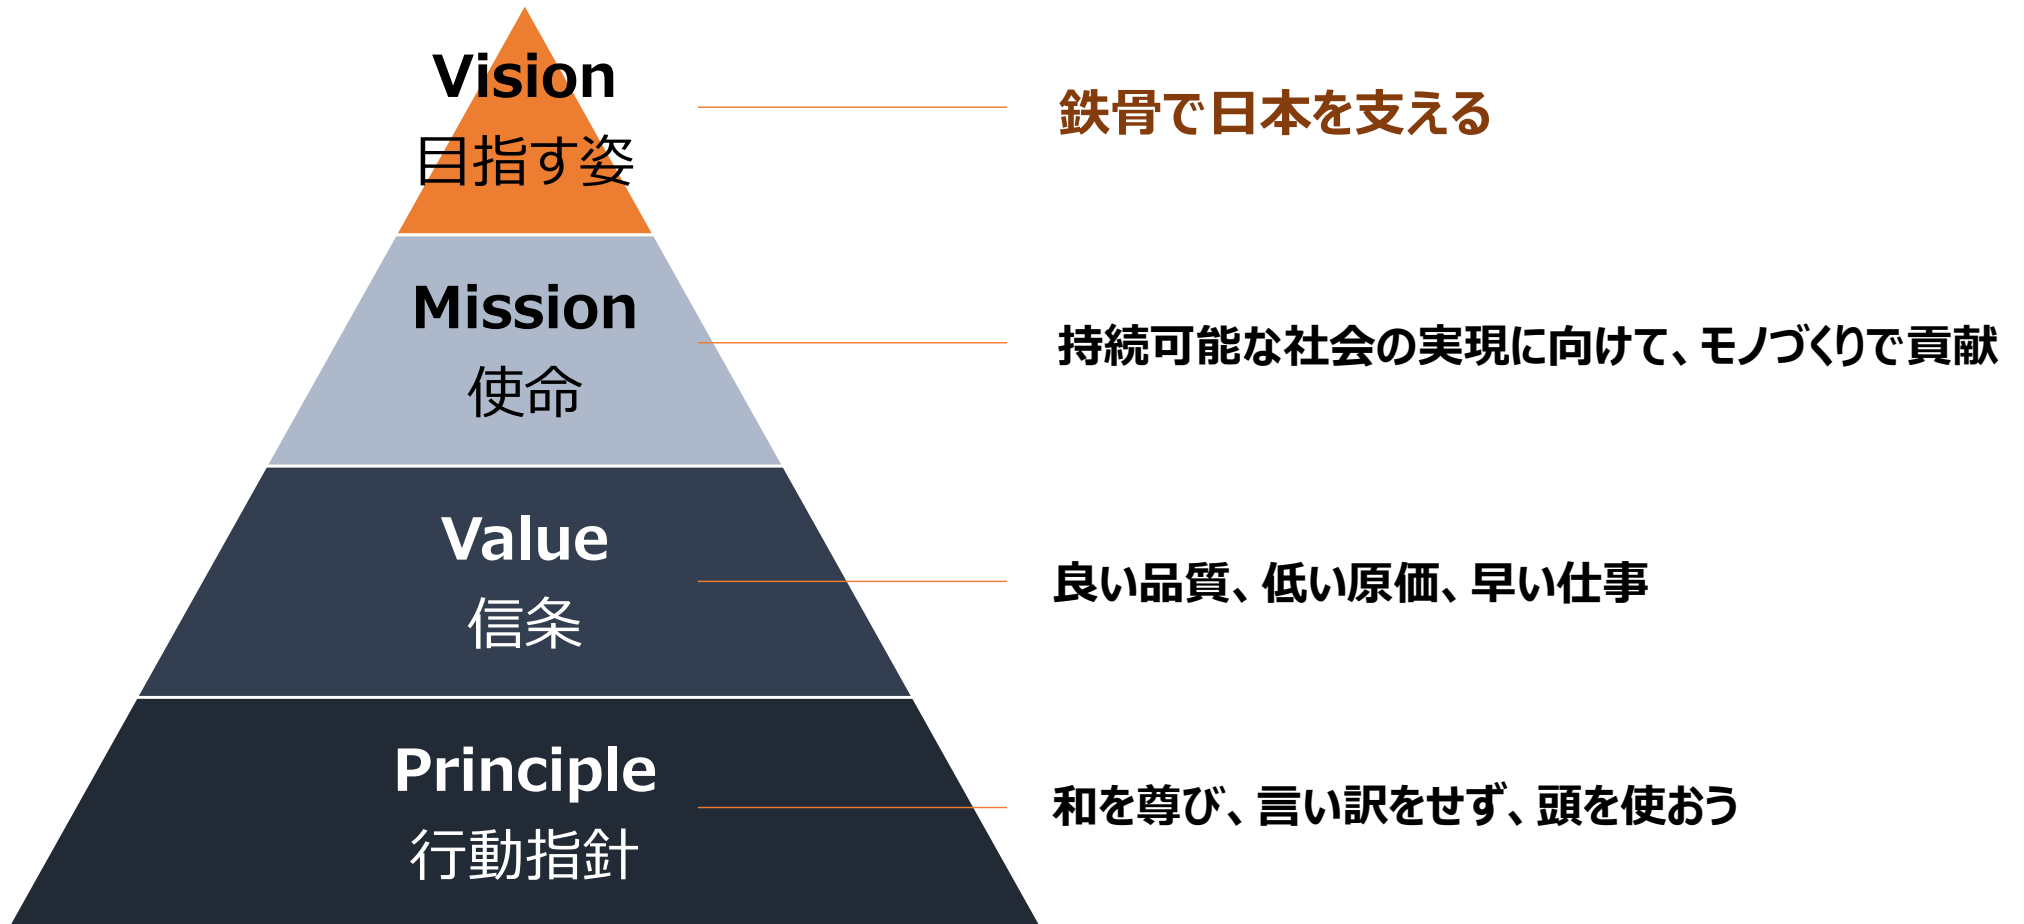 Vision
目指す姿
鉄骨で日本を支える
Mission
使命
持続可能な社会の実現に向けて、モノづくりで貢献
Value
信条
良い品質、低い原価、早い仕事
Principle
行動指針
和を尊び、言い訳をせず、頭を使おう